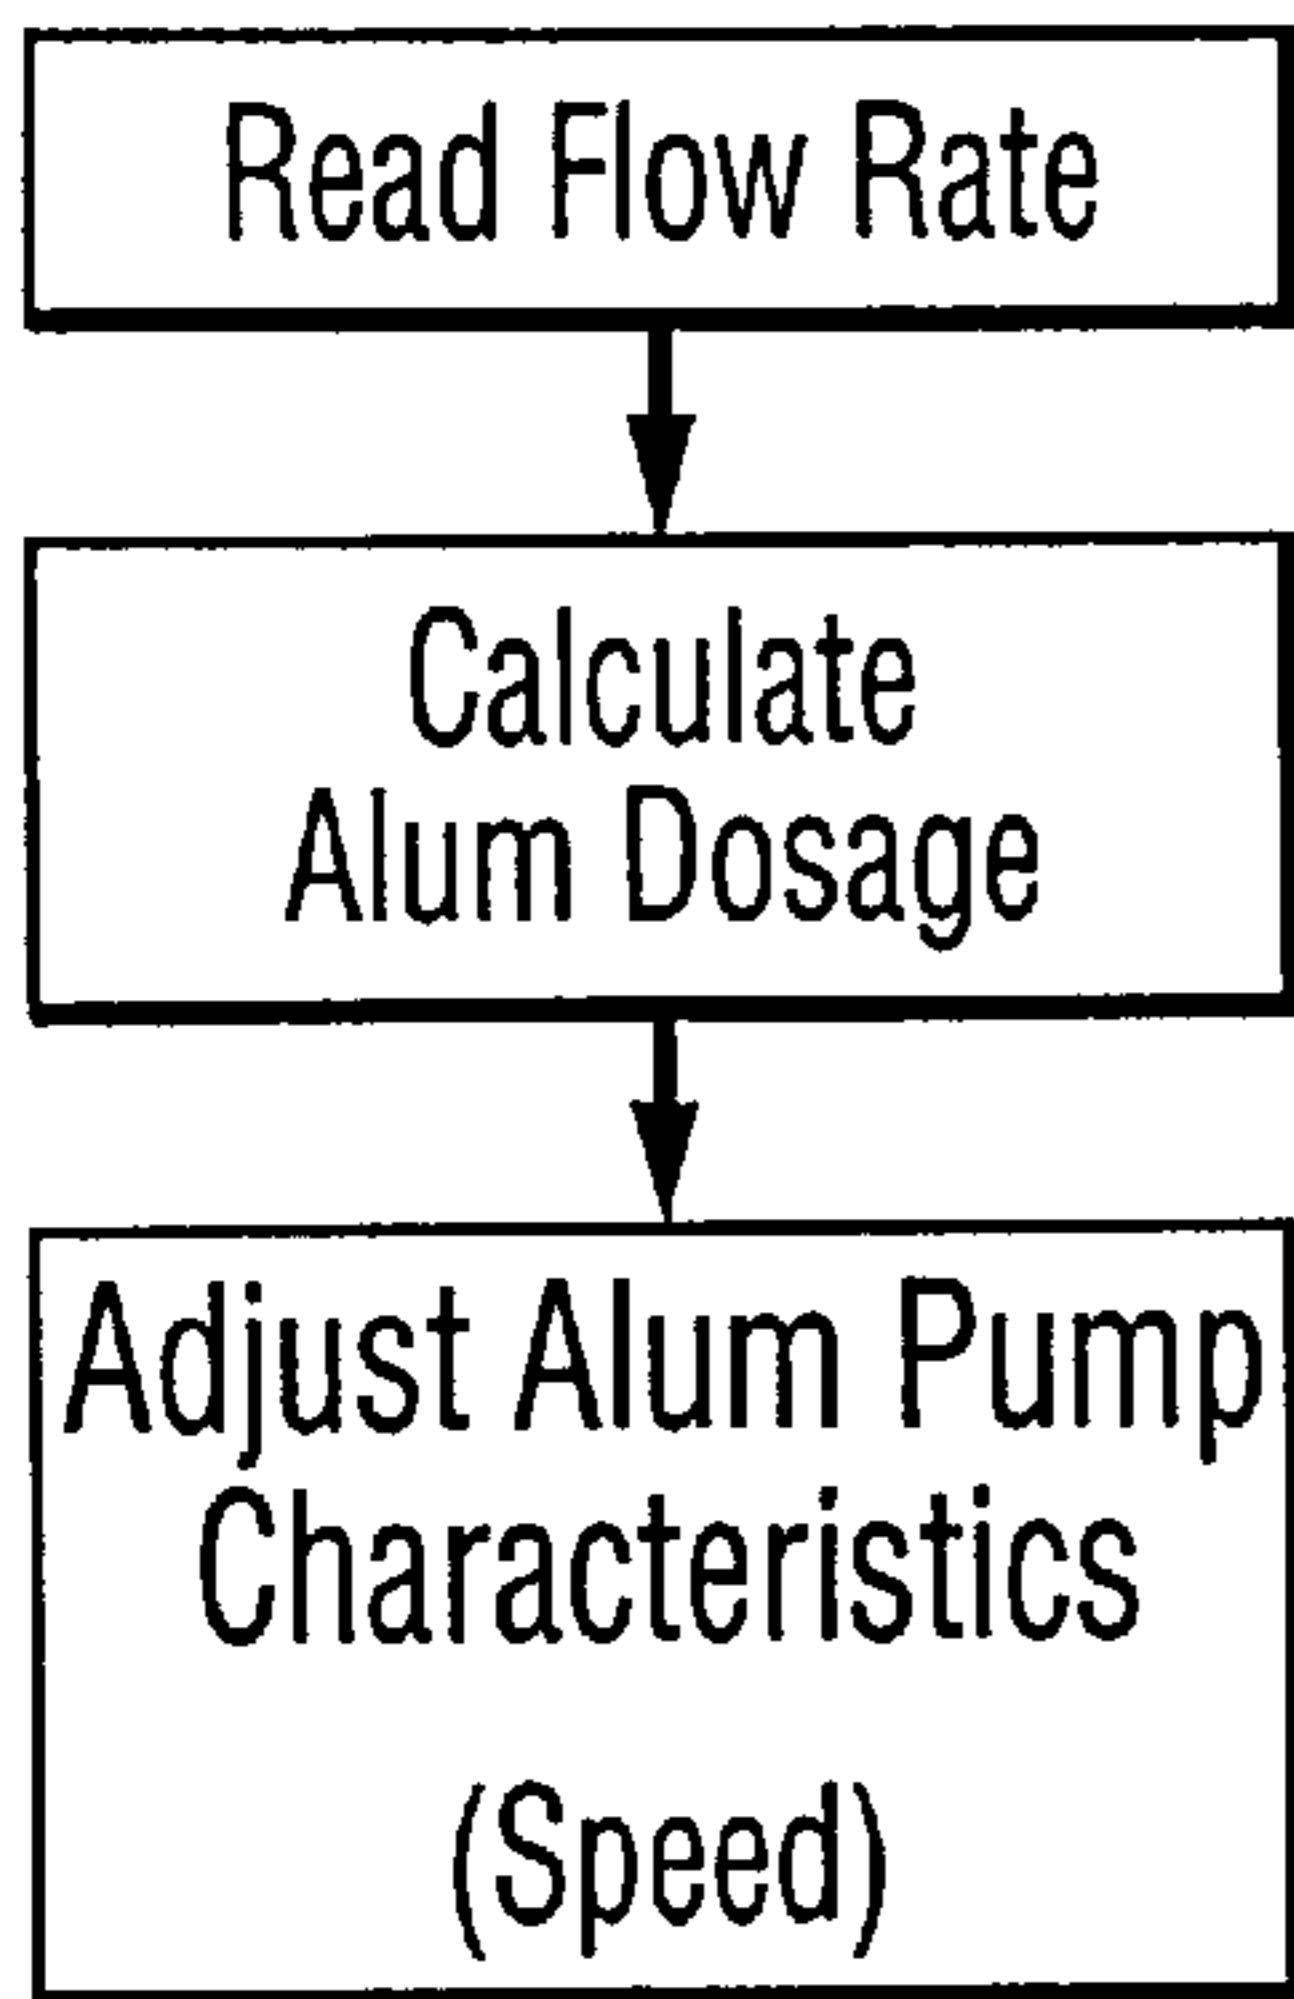 Read Flow Rate
Calculate
Alum Dosage
Adjust Alum Pump
Characteristics
(Speed)